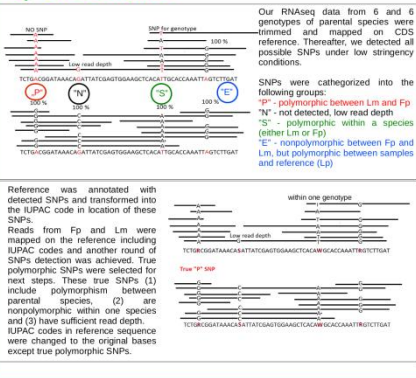 NO SNP
SNP for genotype
100 %
Low read depth
TCTGACGGATAAACAGATTATCGAGTGGAAGCTCACATTGCACCAAATTAGTCTTGAT
"P"
"N"
"S"
"E"
100 %
100 %
100 %
100 %
TCTGACGGATAAACAGATTATCGAGTGGAAGCTCACATTGCACCAAATTAGTCTTGAT
Our RNAseq data from 6 and 6
genotypes of parental species were
trimmed and mapped on CDS
reference. Thereafter, we detected all
possible SNPs under low stringency
conditions.
SNPs were cathegorized into the
following groups:
"P" - polymorphic between Lm and Fp
"N" - not detected, low read depth
"S" - polymorphic within a species
(either Lm or Fp)
"E" - nonpolymorphic between Fp and
Lm, but polymorphic between samples
and reference (Lp)
Reference was annotated with
detected SNPs and transformed into
the IUPAC code in location of these
SNPs.
Reads from Fp and Lm were
mapped on the reference including
IUPAC codes and another round of
SNPs detection was achieved. True
polymorphic SNPs were selected for
next steps. These true SNPs (1)
include polymorphism between
parental species, (2) are
nonpolymorphic within one species
and (3) have sufficient read depth.
IUPAC codes in reference sequence
were changed to the original bases
except true polymorphic SNPs.
within one genotype
Low read depth
TCTGRCGGATAAACASATTATCGAGTGGAAGCTCACAWTGCACCAAATTRGTCTTGAT
True "P" SNP
TCTGRCGGATAAACASATTATCGAGTGGAAGCTCACAWTGCACCAAATTRGTCTTGAT